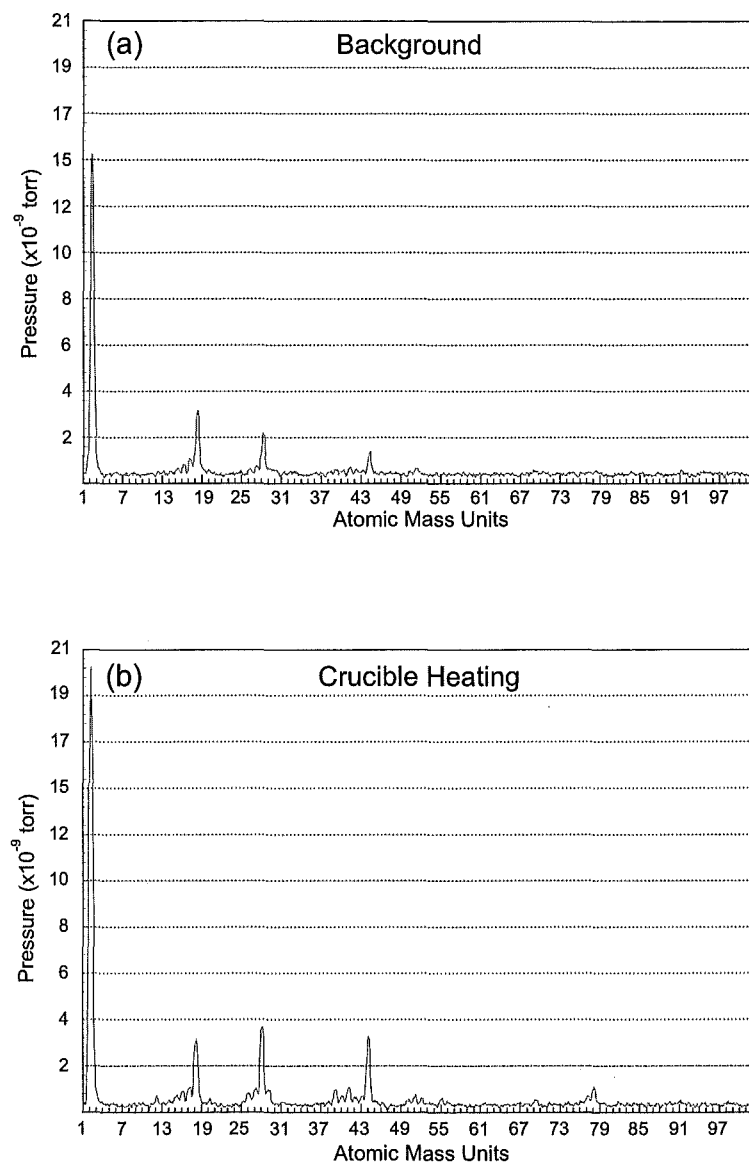 (a) Background
21
19
17
15
12
10
8
6
4
2
Pressure (x10⁻⁹ torr)
1 7 13 19 25 31 37 43 49 55 61 67 73 79 85 91 97
Atomic Mass Units
(b) Crucible Heating
21
19
17
15
12
10
8
6
4
2
Pressure (x10⁻⁹ torr)
1 7 13 19 25 31 37 43 49 55 61 67 73 79 85 91 97
Atomic Mass Units